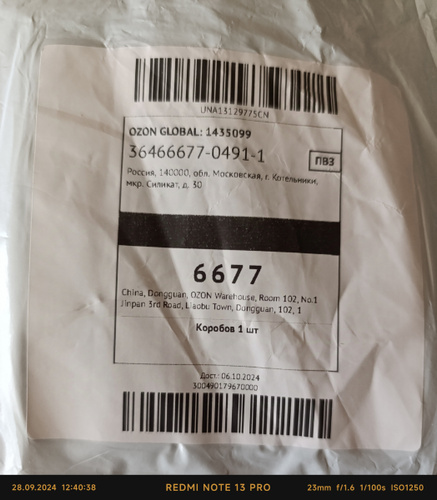 UNA13129775CN
OZON GLOBAL: 1435099
36466677-0491-1
ПВЗ
Россия, 140000, обл. Московская, г. Котельники,
мкр. Силикат, д. 30
6677
China, Dongguan, OZON Warehouse, Room 102, No.1
Jinpan 3rd Road, Liaobu Town, Dongguan, 102, 1
Коробов 1 шт
Дост.: 06.10.2024
300490179670000
28.09.2024 12:40:38 REDMI NOTE 13 PRO 23mm f/1.6 1/100s ISO1250